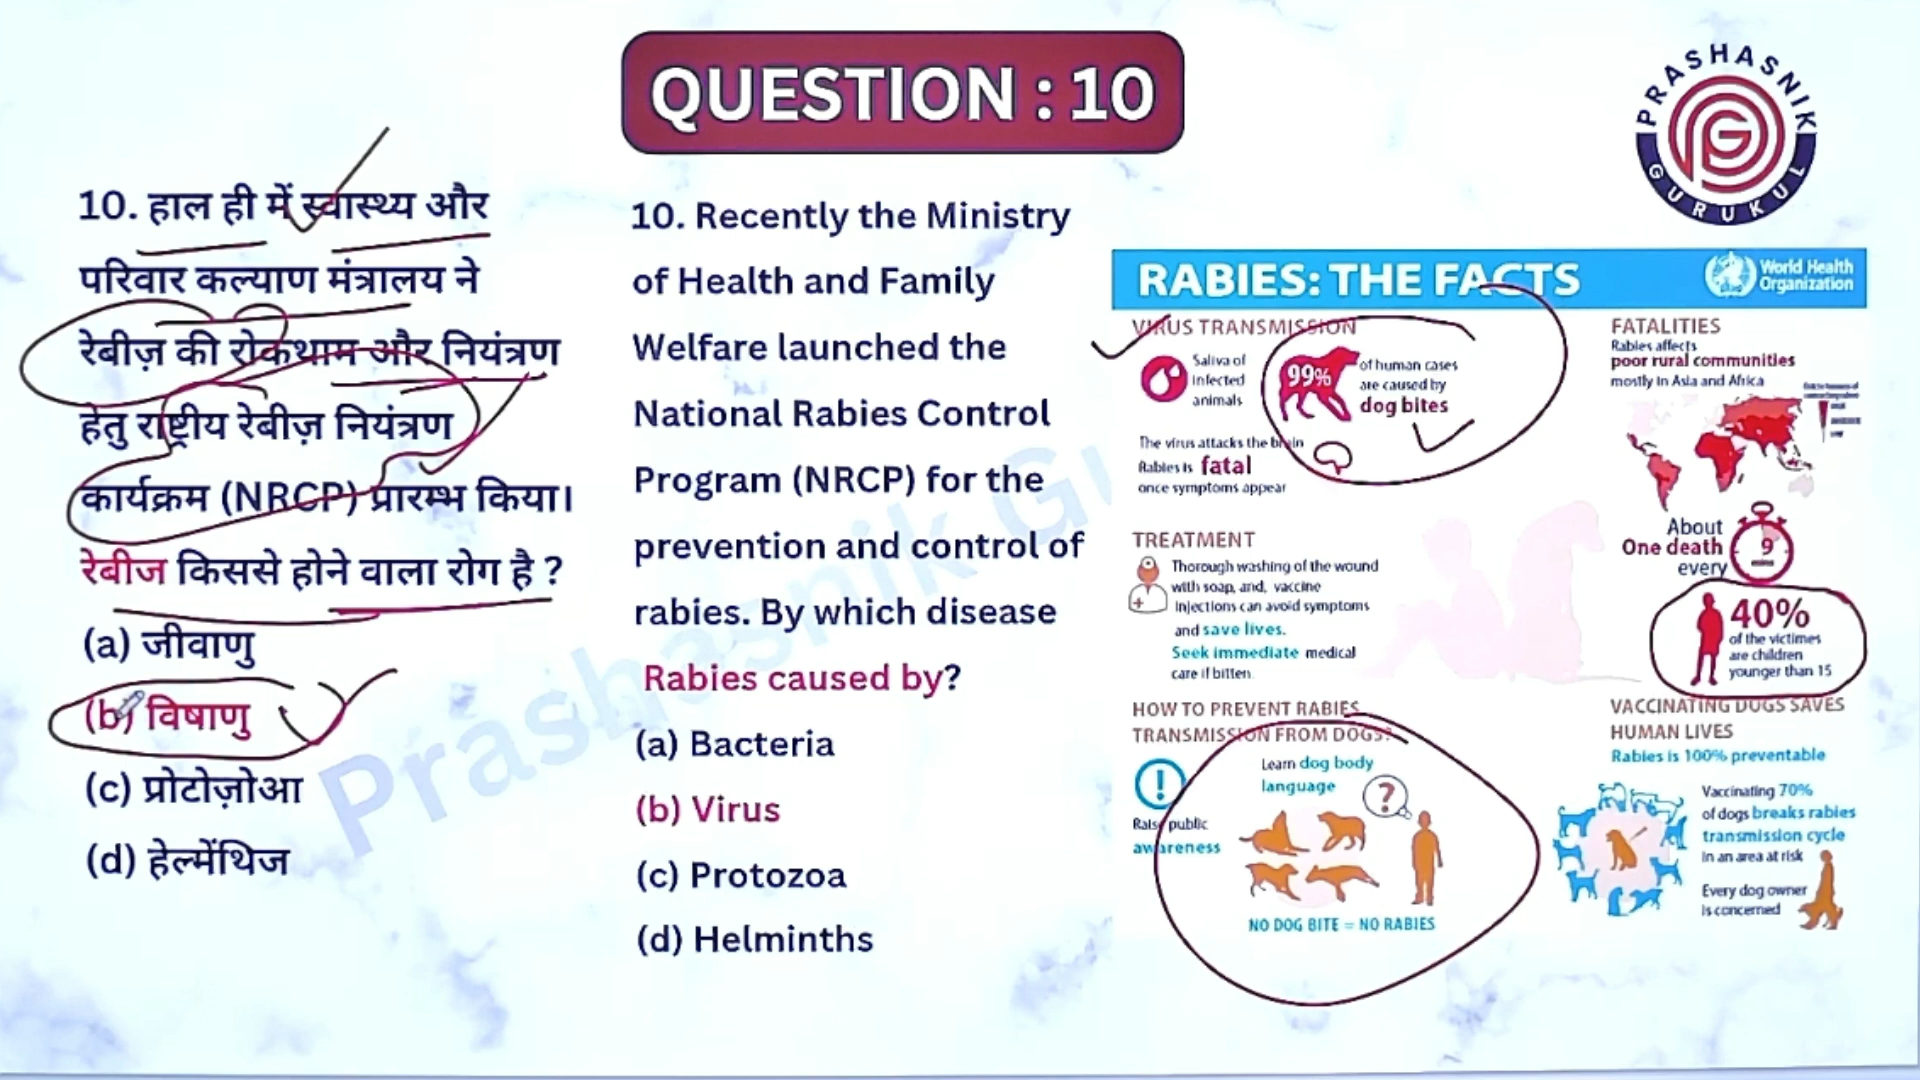 QUESTION : 10
PRASHASNIK
GURUKUL
10. हाल ही में स्वास्थ्य और
परिवार कल्याण मंत्रालय ने
रेबीज़ की रोकथाम और नियंत्रण
हेतु राष्ट्रीय रेबीज़ नियंत्रण
कार्यक्रम (NRCP) प्रारम्भ किया।
रेबीज किससे होने वाला रोग है ?
(a) जीवाणु
(b) विषाणु
(c) प्रोटोज़ोआ
(d) हेल्मेंथिज
10. Recently the Ministry
of Health and Family
Welfare launched the
National Rabies Control
Program (NRCP) for the
prevention and control of
rabies. By which disease
Rabies caused by?
(a) Bacteria
(b) Virus
(c) Protozoa
(d) Helminths
RABIES: THE FACTS
World Health
Organization
VIRUS TRANSMISSION
Saliva of
infected
animals
99%
of human cases
are caused by
dog bites
The virus attacks the brain
Rabies is fatal
once symptoms appear
FATALITIES
Rabies affects
poor rural communities
mostly in Asia and Africa
About
One death
every
9
mins
40%
of the victimes
are children
younger than 15
TREATMENT
Thorough washing of the wound
with soap, and, vaccine
injections can avoid symptoms
and save lives.
Seek immediate medical
care if bitten
HOW TO PREVENT RABIES
TRANSMISSION FROM DOGS?
Raise public
awareness
Learn dog body
language
?
NO DOG BITE = NO RABIES
VACCINATING DOGS SAVES
HUMAN LIVES
Rabies is 100% preventable
Vaccinating 70%
of dogs breaks rabies
transmission cycle
in an area at risk
Every dog owner
is concerned
Prashasnik Gu